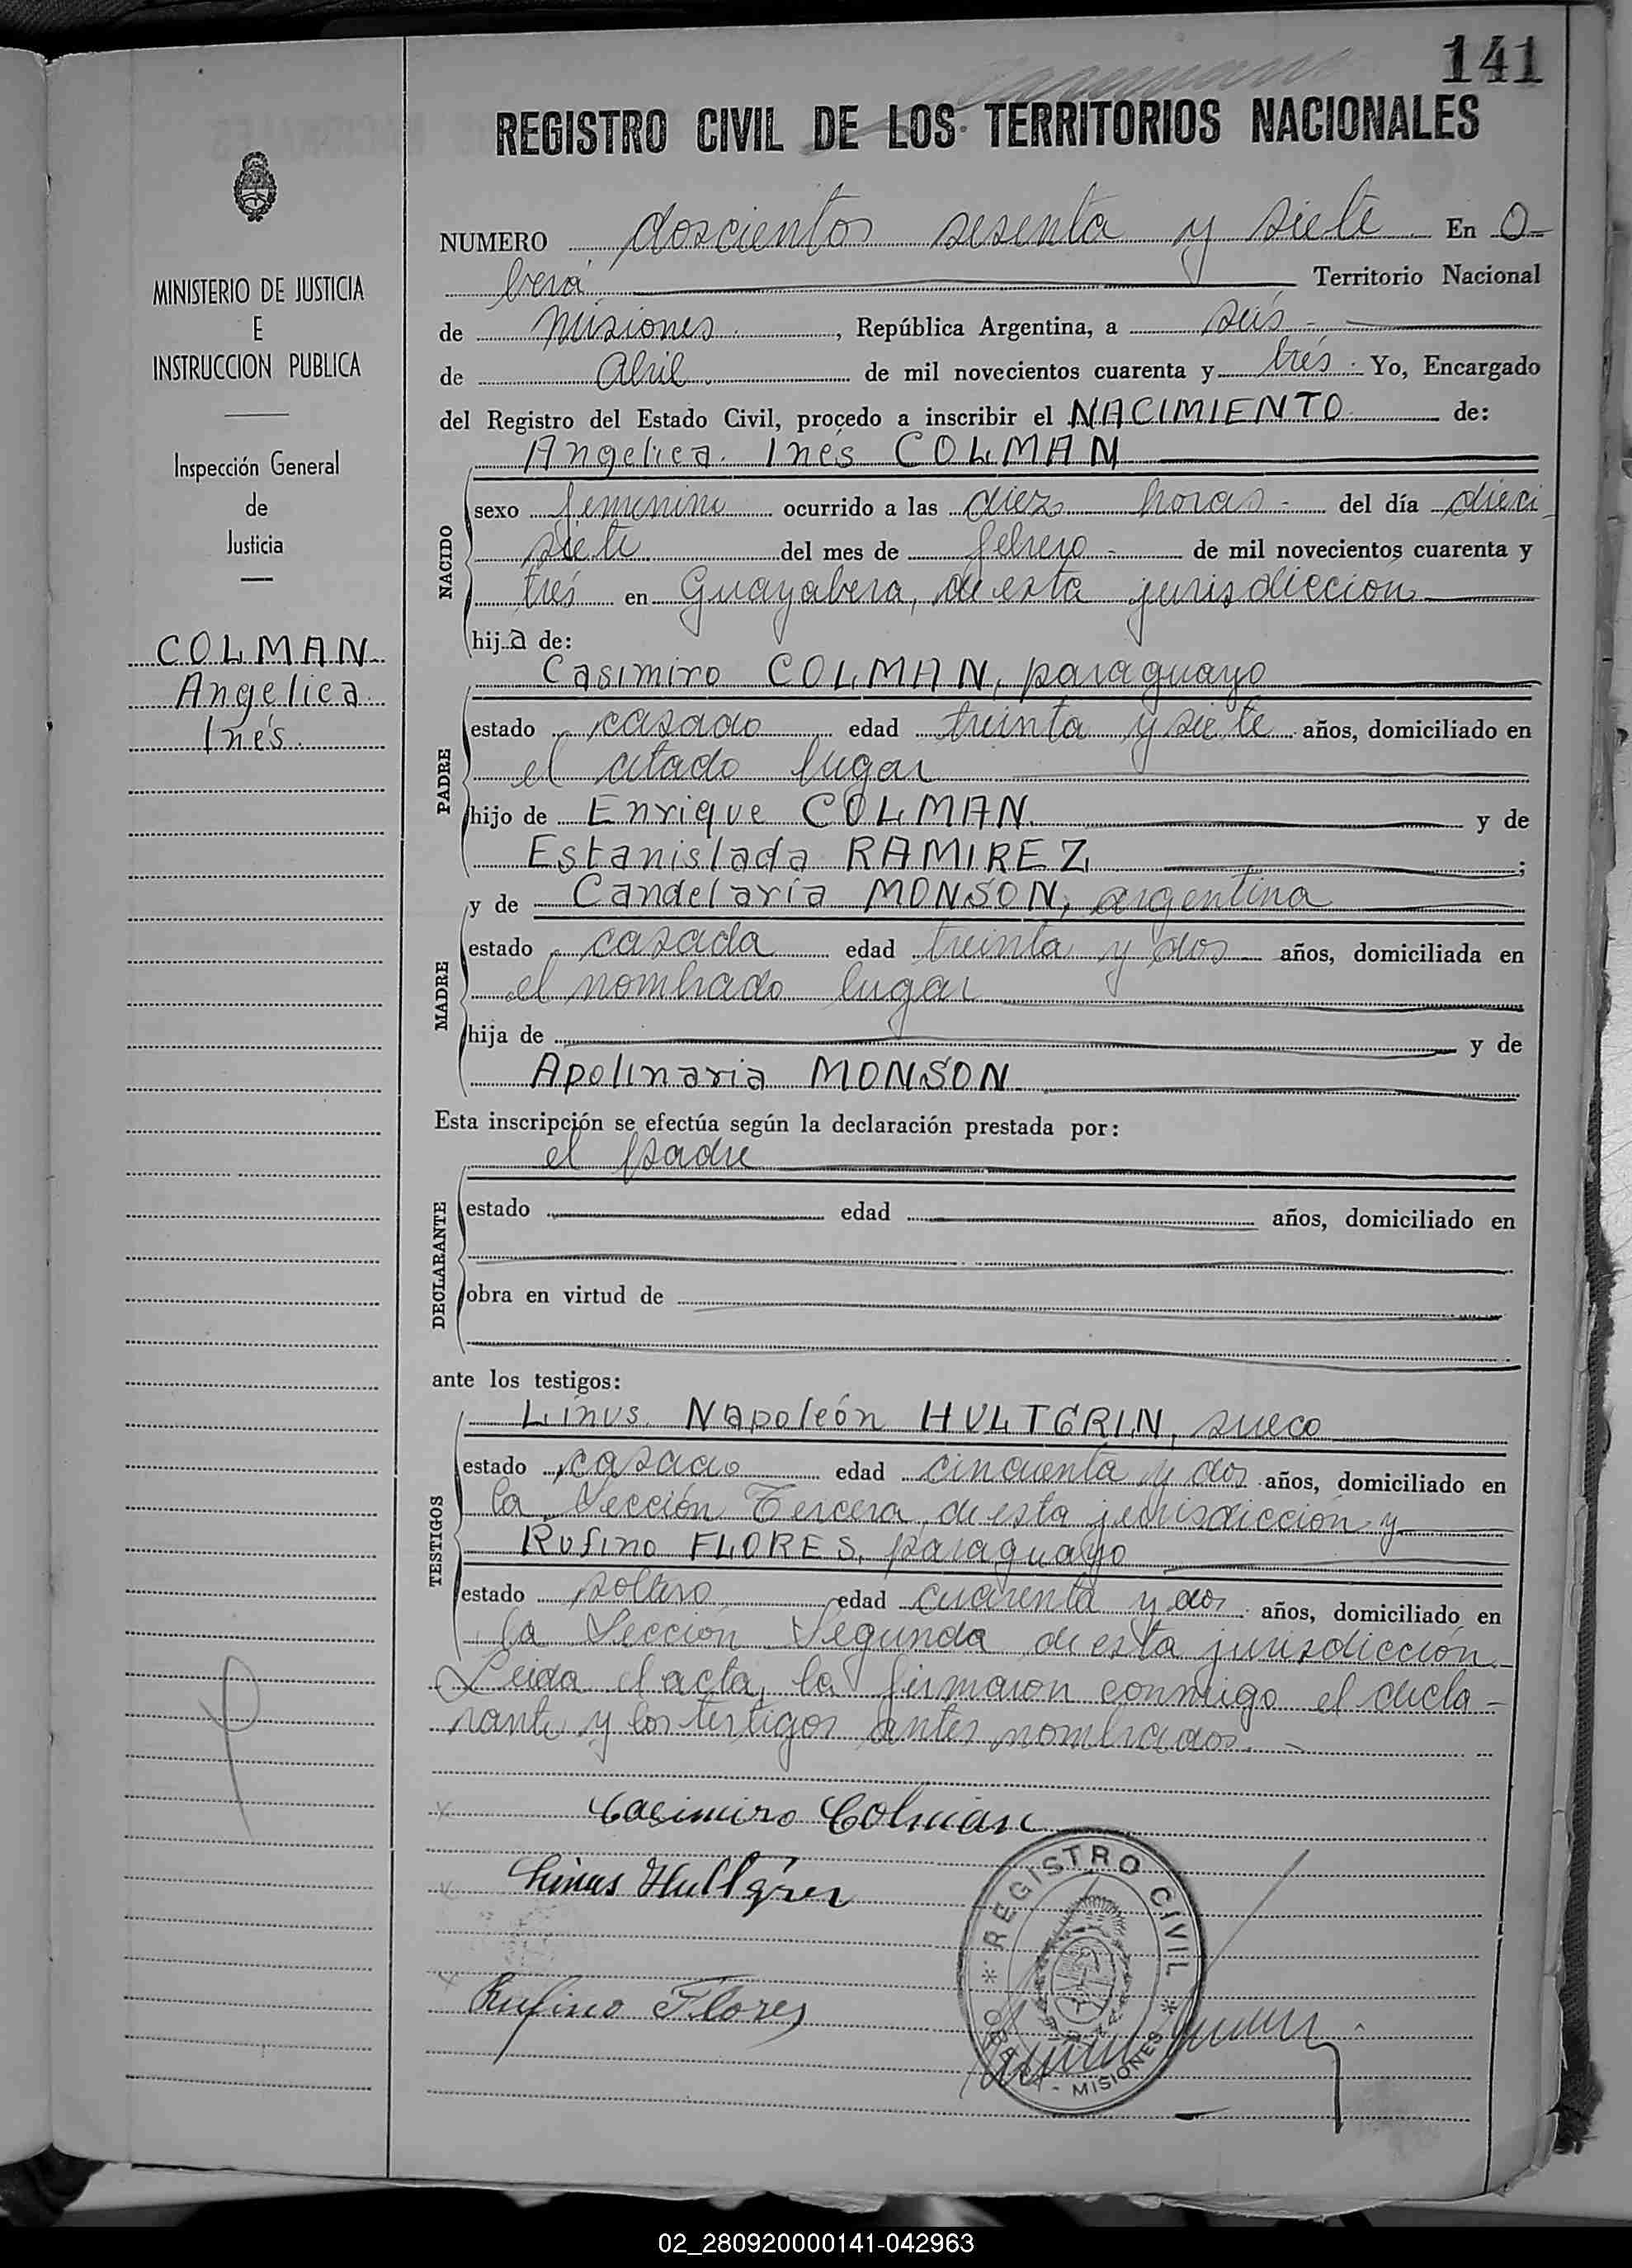 141
REGISTRO CIVIL DE LOS TERRITORIOS NACIONALES
MINISTERIO DE JUSTICIA
E
INSTRUCCION PUBLICA
Inspección General
de
Justicia
COLMAN
Angelica
Inés.
NUMERO doscientos sesenta y siete En O-
berá Territorio Nacional
de Misiones, República Argentina, a seis -
de Abril de mil novecientos cuarenta y trés. Yo, Encargado
del Registro del Estado Civil, procedo a inscribir el NACIMIENTO de:
Angelica Inés COLMAN
NACIDO
sexo femenino ocurrido a las diez horas - del día dieci
siete del mes de febrero - de mil novecientos cuarenta y
trés en Guayabera, de esta jurisdicción
hija de:
Casimiro COLMAN, paraguayo
PADRE
estado casado edad treinta y siete años, domiciliado en
el citado lugar
hijo de Enrique COLMAN y de
Estanislada RAMIREZ ;
y de Candelaria MONSON, argentina
MADRE
estado casada edad treinta y dos años, domiciliada en
el nombrado lugar
hija de y de
Apolinaria MONSON
Esta inscripción se efectúa según la declaración prestada por:
el padre
DECLARANTE
estado edad años, domiciliado en
obra en virtud de
ante los testigos:
Linus Napoleón HULTGRIN, sueco
TESTIGOS
estado casado edad cincuenta y dos años, domiciliado en
la Sección Tercera, de esta jurisdicción y
Rufino FLORES, paraguayo
estado soltero edad cuarenta y dos años, domiciliado en
la Sección Segunda de esta jurisdicción.
Leida el acta, la firmaron conmigo el decla-
rante y los testigos antes nombrados. -
Casimiro Colman
Linus Hultgren
Rufino Flores
REGISTRO CIVIL
OBERA - MISIONES
02_280920000141-042963